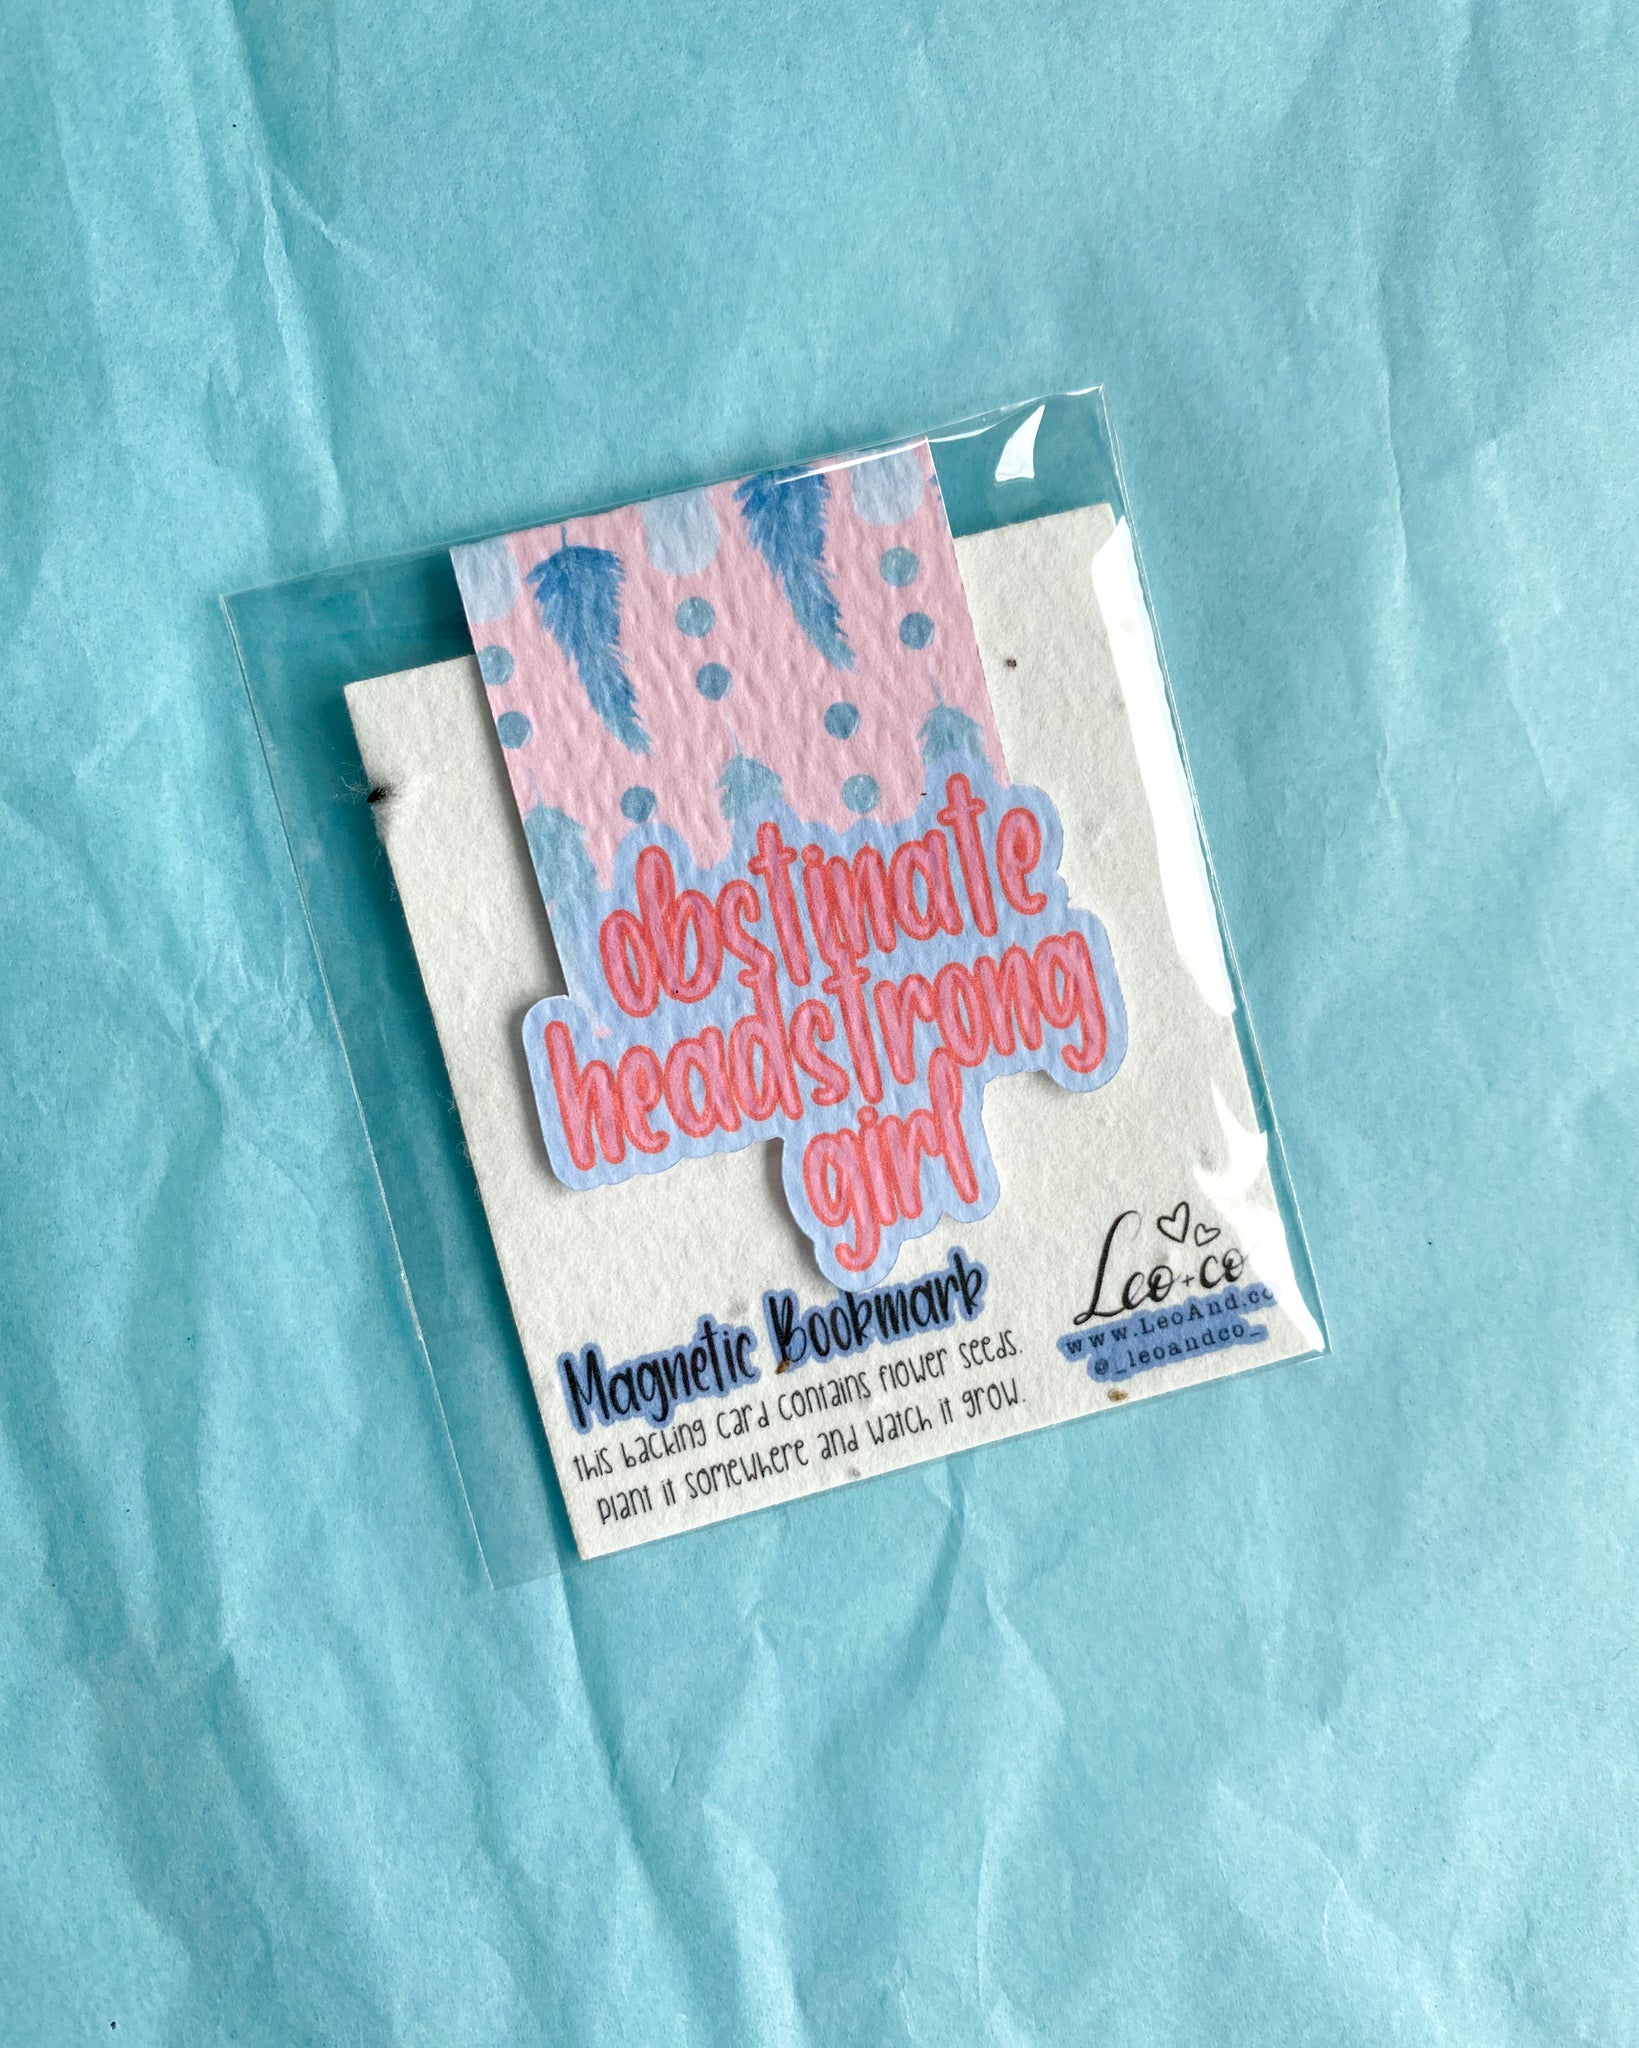 obstinate
headstrong
girl
Magnetic Bookmark
this backing card contains flower seeds.
plant it somewhere and watch it grow.
Leo+co
www.LeoAnd.co
@_leoandco_